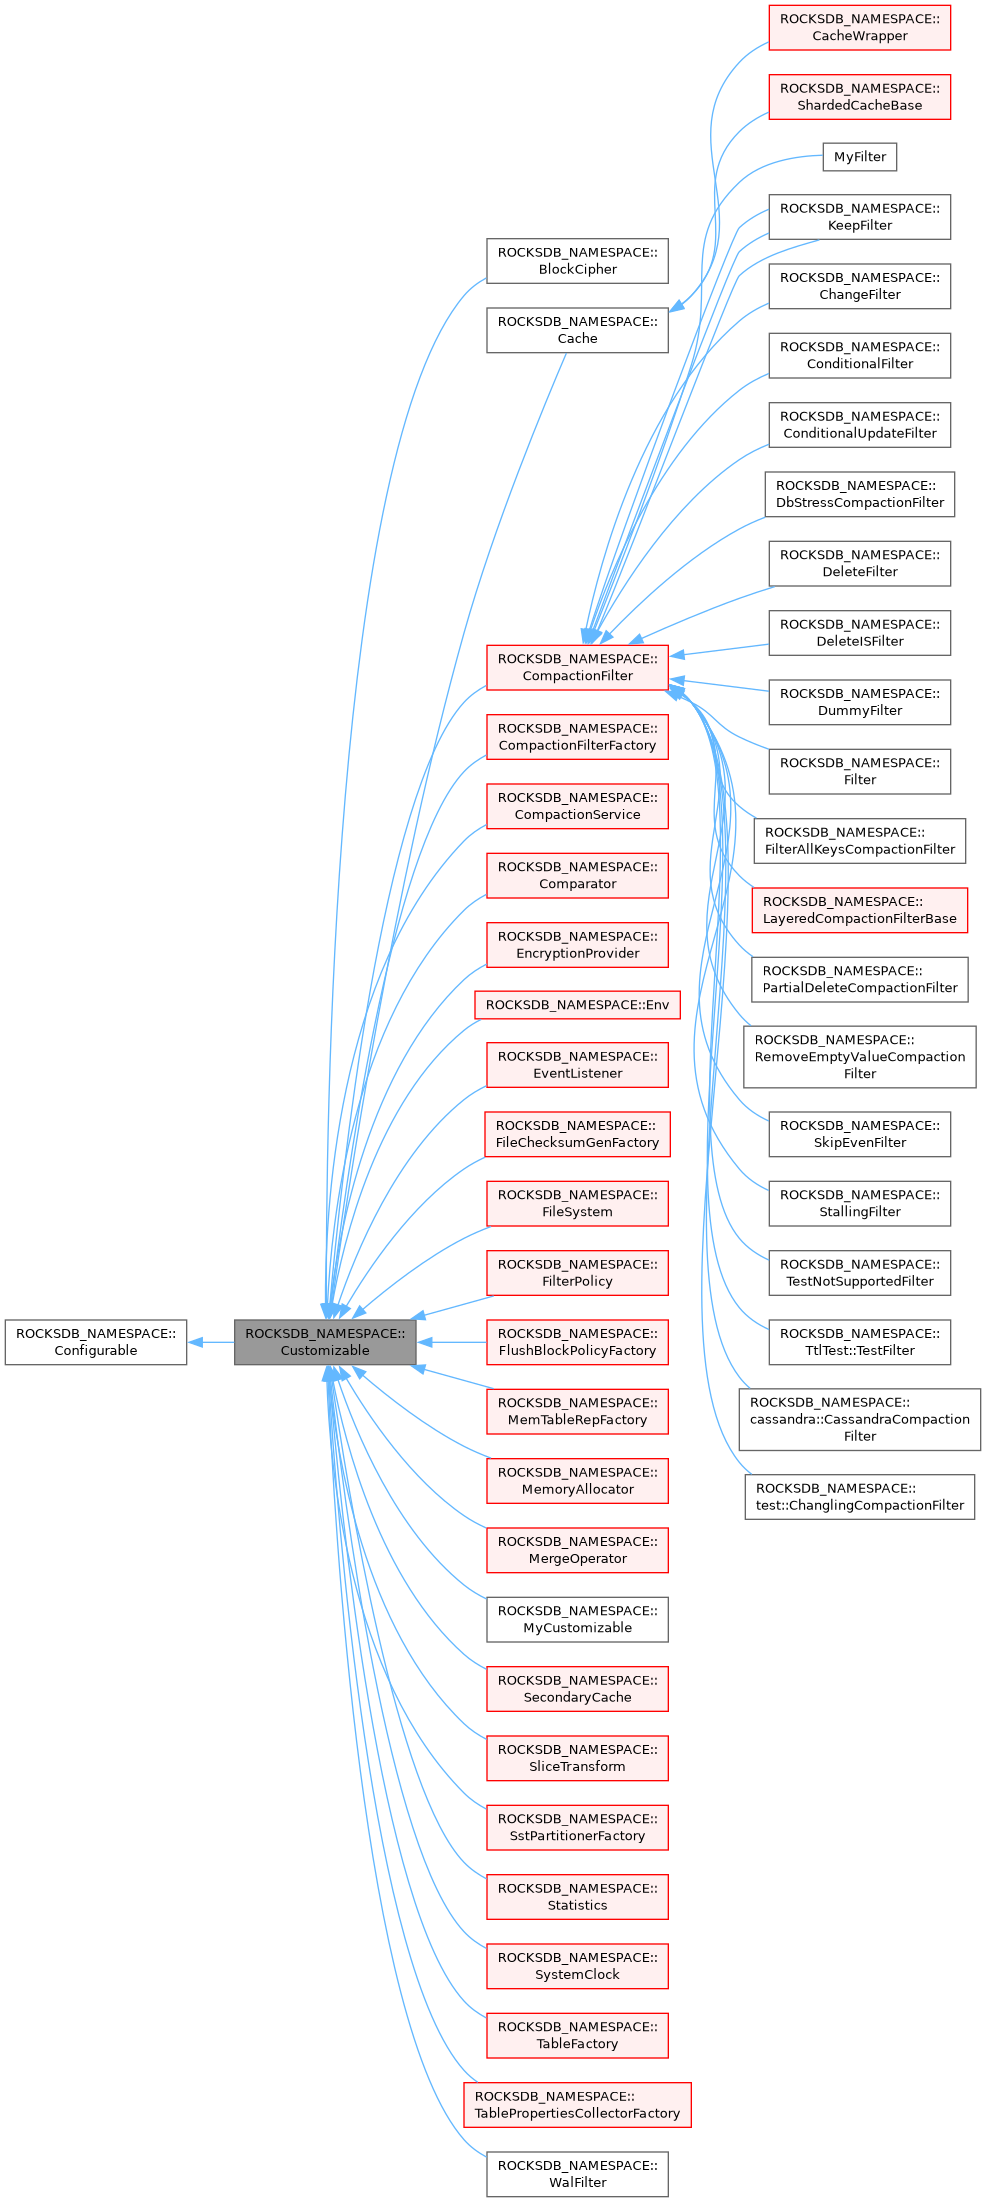 ROCKSDB_NAMESPACE::
Configurable
ROCKSDB_NAMESPACE::
Customizable
ROCKSDB_NAMESPACE::
BlockCipher
ROCKSDB_NAMESPACE::
Cache
ROCKSDB_NAMESPACE::
CompactionFilter
ROCKSDB_NAMESPACE::
CompactionFilterFactory
ROCKSDB_NAMESPACE::
CompactionService
ROCKSDB_NAMESPACE::
Comparator
ROCKSDB_NAMESPACE::
EncryptionProvider
ROCKSDB_NAMESPACE::Env
ROCKSDB_NAMESPACE::
EventListener
ROCKSDB_NAMESPACE::
FileChecksumGenFactory
ROCKSDB_NAMESPACE::
FileSystem
ROCKSDB_NAMESPACE::
FilterPolicy
ROCKSDB_NAMESPACE::
FlushBlockPolicyFactory
ROCKSDB_NAMESPACE::
MemTableRepFactory
ROCKSDB_NAMESPACE::
MemoryAllocator
ROCKSDB_NAMESPACE::
MergeOperator
ROCKSDB_NAMESPACE::
MyCustomizable
ROCKSDB_NAMESPACE::
SecondaryCache
ROCKSDB_NAMESPACE::
SliceTransform
ROCKSDB_NAMESPACE::
SstPartitionerFactory
ROCKSDB_NAMESPACE::
Statistics
ROCKSDB_NAMESPACE::
SystemClock
ROCKSDB_NAMESPACE::
TableFactory
ROCKSDB_NAMESPACE::
TablePropertiesCollectorFactory
ROCKSDB_NAMESPACE::
WalFilter
ROCKSDB_NAMESPACE::
CacheWrapper
ROCKSDB_NAMESPACE::
ShardedCacheBase
MyFilter
ROCKSDB_NAMESPACE::
KeepFilter
ROCKSDB_NAMESPACE::
ChangeFilter
ROCKSDB_NAMESPACE::
ConditionalFilter
ROCKSDB_NAMESPACE::
ConditionalUpdateFilter
ROCKSDB_NAMESPACE::
DbStressCompactionFilter
ROCKSDB_NAMESPACE::
DeleteFilter
ROCKSDB_NAMESPACE::
DeleteISFilter
ROCKSDB_NAMESPACE::
DummyFilter
ROCKSDB_NAMESPACE::
Filter
ROCKSDB_NAMESPACE::
FilterAllKeysCompactionFilter
ROCKSDB_NAMESPACE::
LayeredCompactionFilterBase
ROCKSDB_NAMESPACE::
PartialDeleteCompactionFilter
ROCKSDB_NAMESPACE::
RemoveEmptyValueCompaction
Filter
ROCKSDB_NAMESPACE::
SkipEvenFilter
ROCKSDB_NAMESPACE::
StallingFilter
ROCKSDB_NAMESPACE::
TestNotSupportedFilter
ROCKSDB_NAMESPACE::
TtlTest::TestFilter
ROCKSDB_NAMESPACE::
cassandra::CassandraCompaction
Filter
ROCKSDB_NAMESPACE::
test::ChanglingCompactionFilter